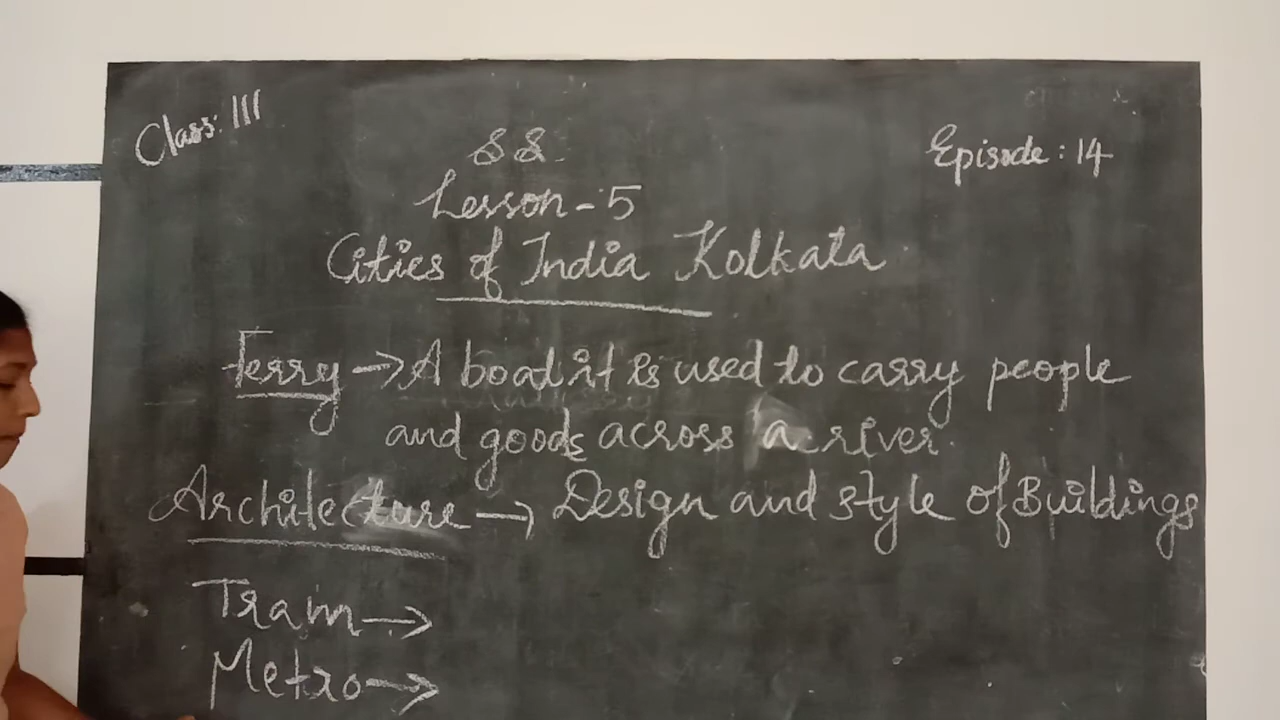 Class: III
SS
Episode: 14
Lesson - 5
Cities of India Kolkata
Ferry → A boat it is used to carry people
and goods across a river.
Architecture → Design and style of Buildings
Tram →
Metro →